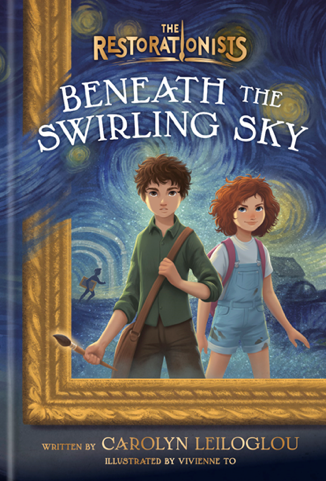 THE
RESTORATIONISTS
BENEATH THE
SWIRLING SKY
WRITTEN BY CAROLYN LEILOGLOU
ILLUSTRATED BY VIVIENNE TO